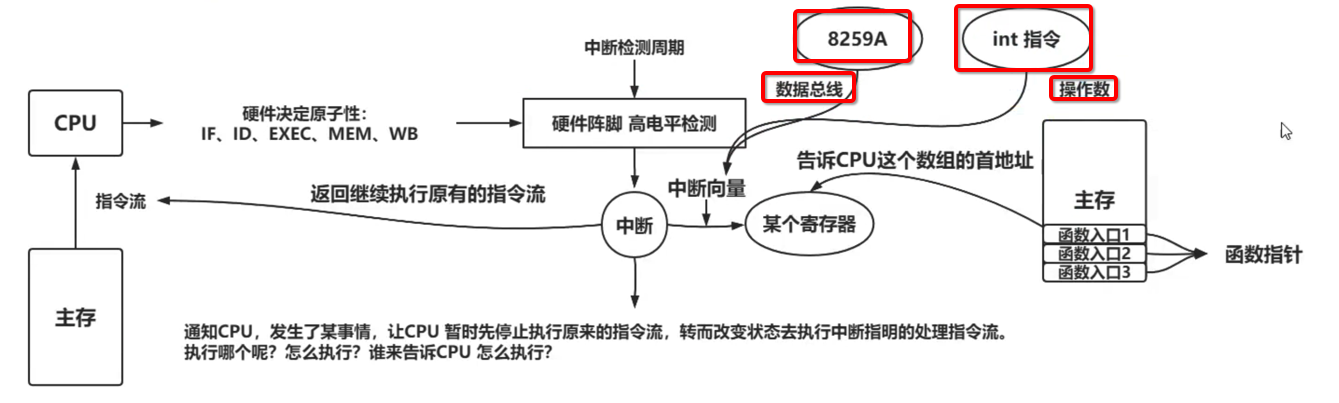 8259A
int 指令
中断检测周期
数据总线
操作数
CPU
硬件决定原子性：
IF、ID、EXEC、MEM、WB
硬件阵脚 高电平检测
告诉CPU这个数组的首地址
指令流
返回继续执行原有的指令流
中断向量
主存
中断
某个寄存器
函数入口1
函数入口2
函数入口3
函数指针
主存
通知CPU，发生了某事情，让CPU 暂时先停止执行原来的指令流，转而改变状态去执行中断指明的处理指令流。
执行哪个呢？怎么执行？谁来告诉CPU 怎么执行？